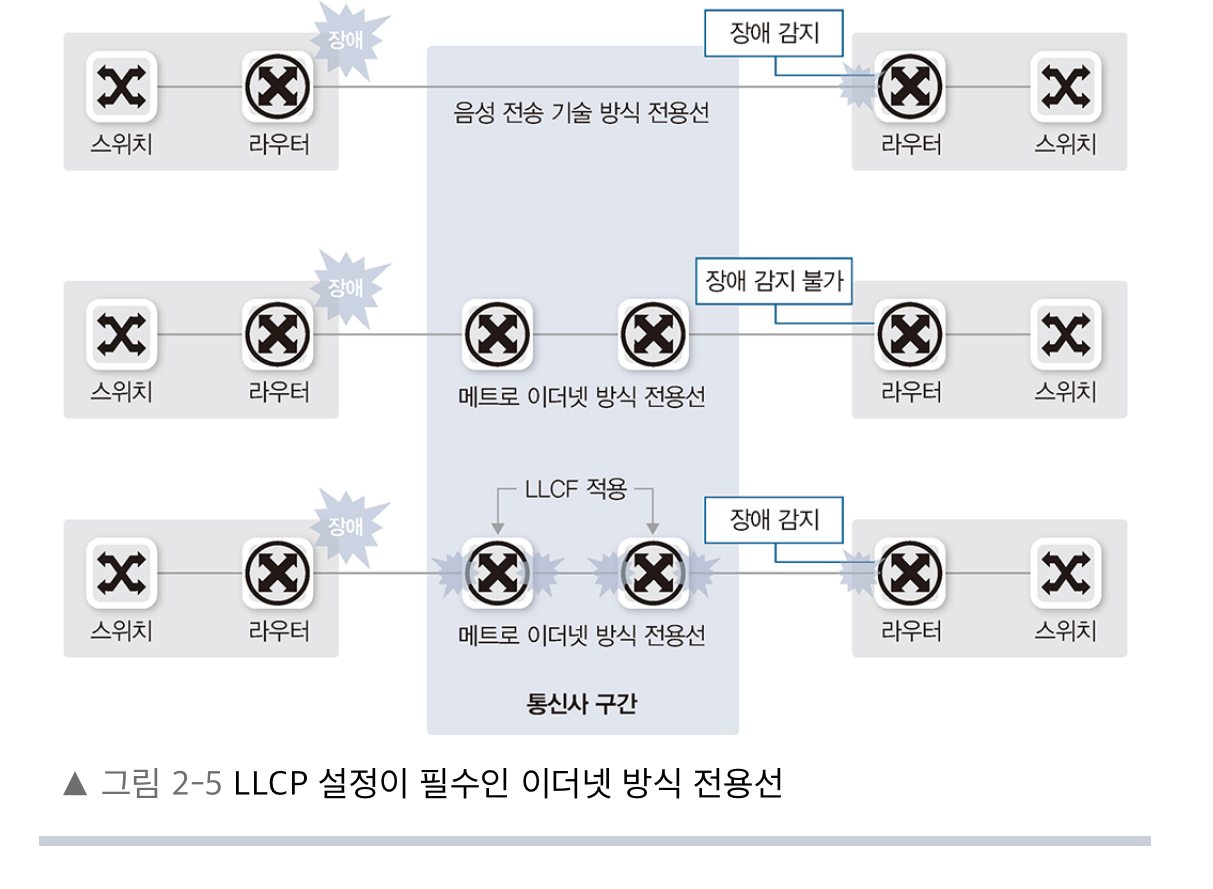 장애
장애 감지
음성 전송 기술 방식 전용선
스위치
라우터
라우터
스위치
장애
장애 감지 불가
스위치
라우터
메트로 이더넷 방식 전용선
라우터
스위치
LLCF 적용
장애
장애 감지
스위치
라우터
메트로 이더넷 방식 전용선
라우터
스위치
통신사 구간
▲ 그림 2-5 LLCP 설정이 필수인 이더넷 방식 전용선